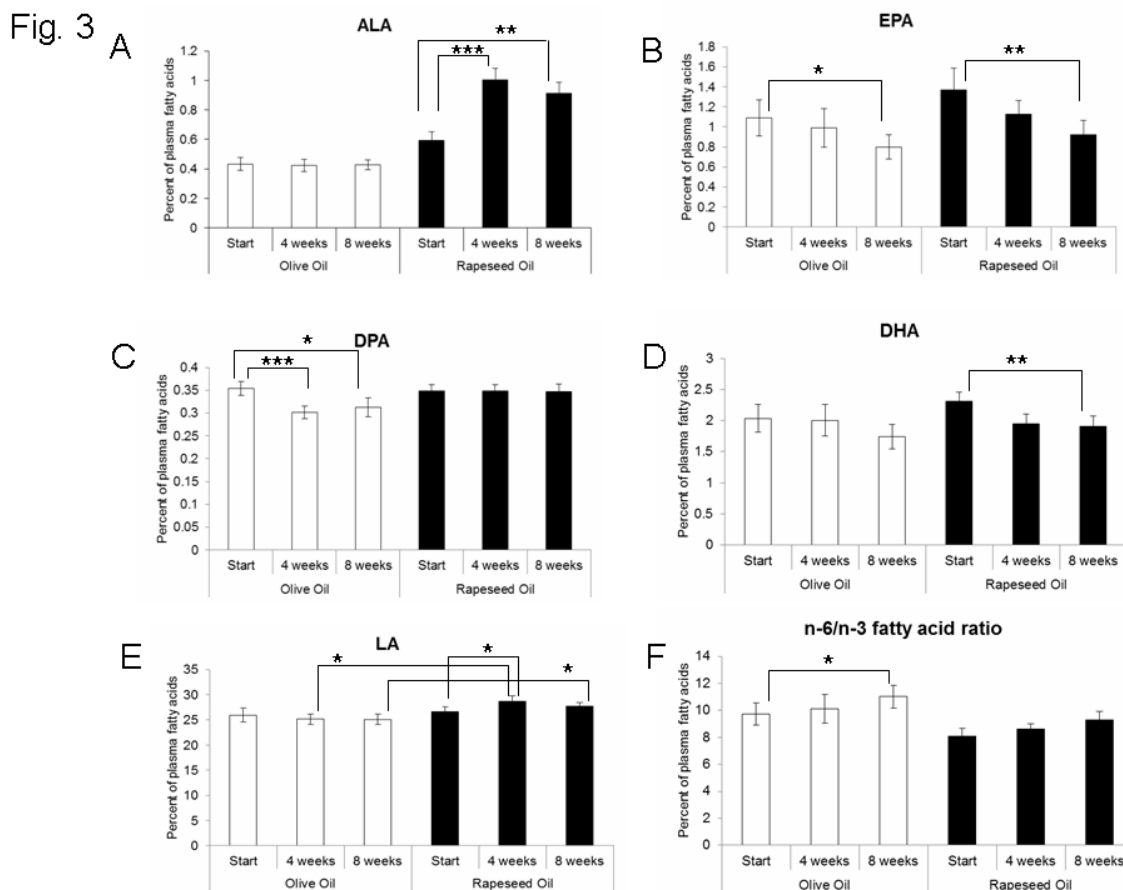 Fig. 3
A
ALA
Percent of plasma fatty acids
1.2
1
0.8
0.6
0.4
0.2
0
**
***
Start 4 weeks 8 weeks Start 4 weeks 8 weeks
Olive Oil Rapeseed Oil
B
EPA
Percent of plasma fatty acids
1.8
1.6
1.4
1.2
1
0.8
0.6
0.4
0.2
0
*
**
Start 4 weeks 8 weeks Start 4 weeks 8 weeks
Olive Oil Rapeseed Oil
C
DPA
Percent of plasma fatty acids
0.4
0.35
0.3
0.25
0.2
0.15
0.1
0.05
0
*
***
Start 4 weeks 8 weeks Start 4 weeks 8 weeks
Olive Oil Rapeseed Oil
D
DHA
Percent of plasma fatty acids
3
2.5
2
1.5
1
0.5
0
**
Start 4 weeks 8 weeks Start 4 weeks 8 weeks
Olive Oil Rapeseed Oil
E
LA
Percent of plasma fatty acids
35
30
25
20
15
10
5
0
*
*
*
Start 4 weeks 8 weeks Start 4 weeks 8 weeks
Olive Oil Rapeseed Oil
F
n-6/n-3 fatty acid ratio
Percent of plasma fatty acids
14
12
10
8
6
4
2
0
*
Start 4 weeks 8 weeks Start 4 weeks 8 weeks
Olive Oil Rapeseed Oil